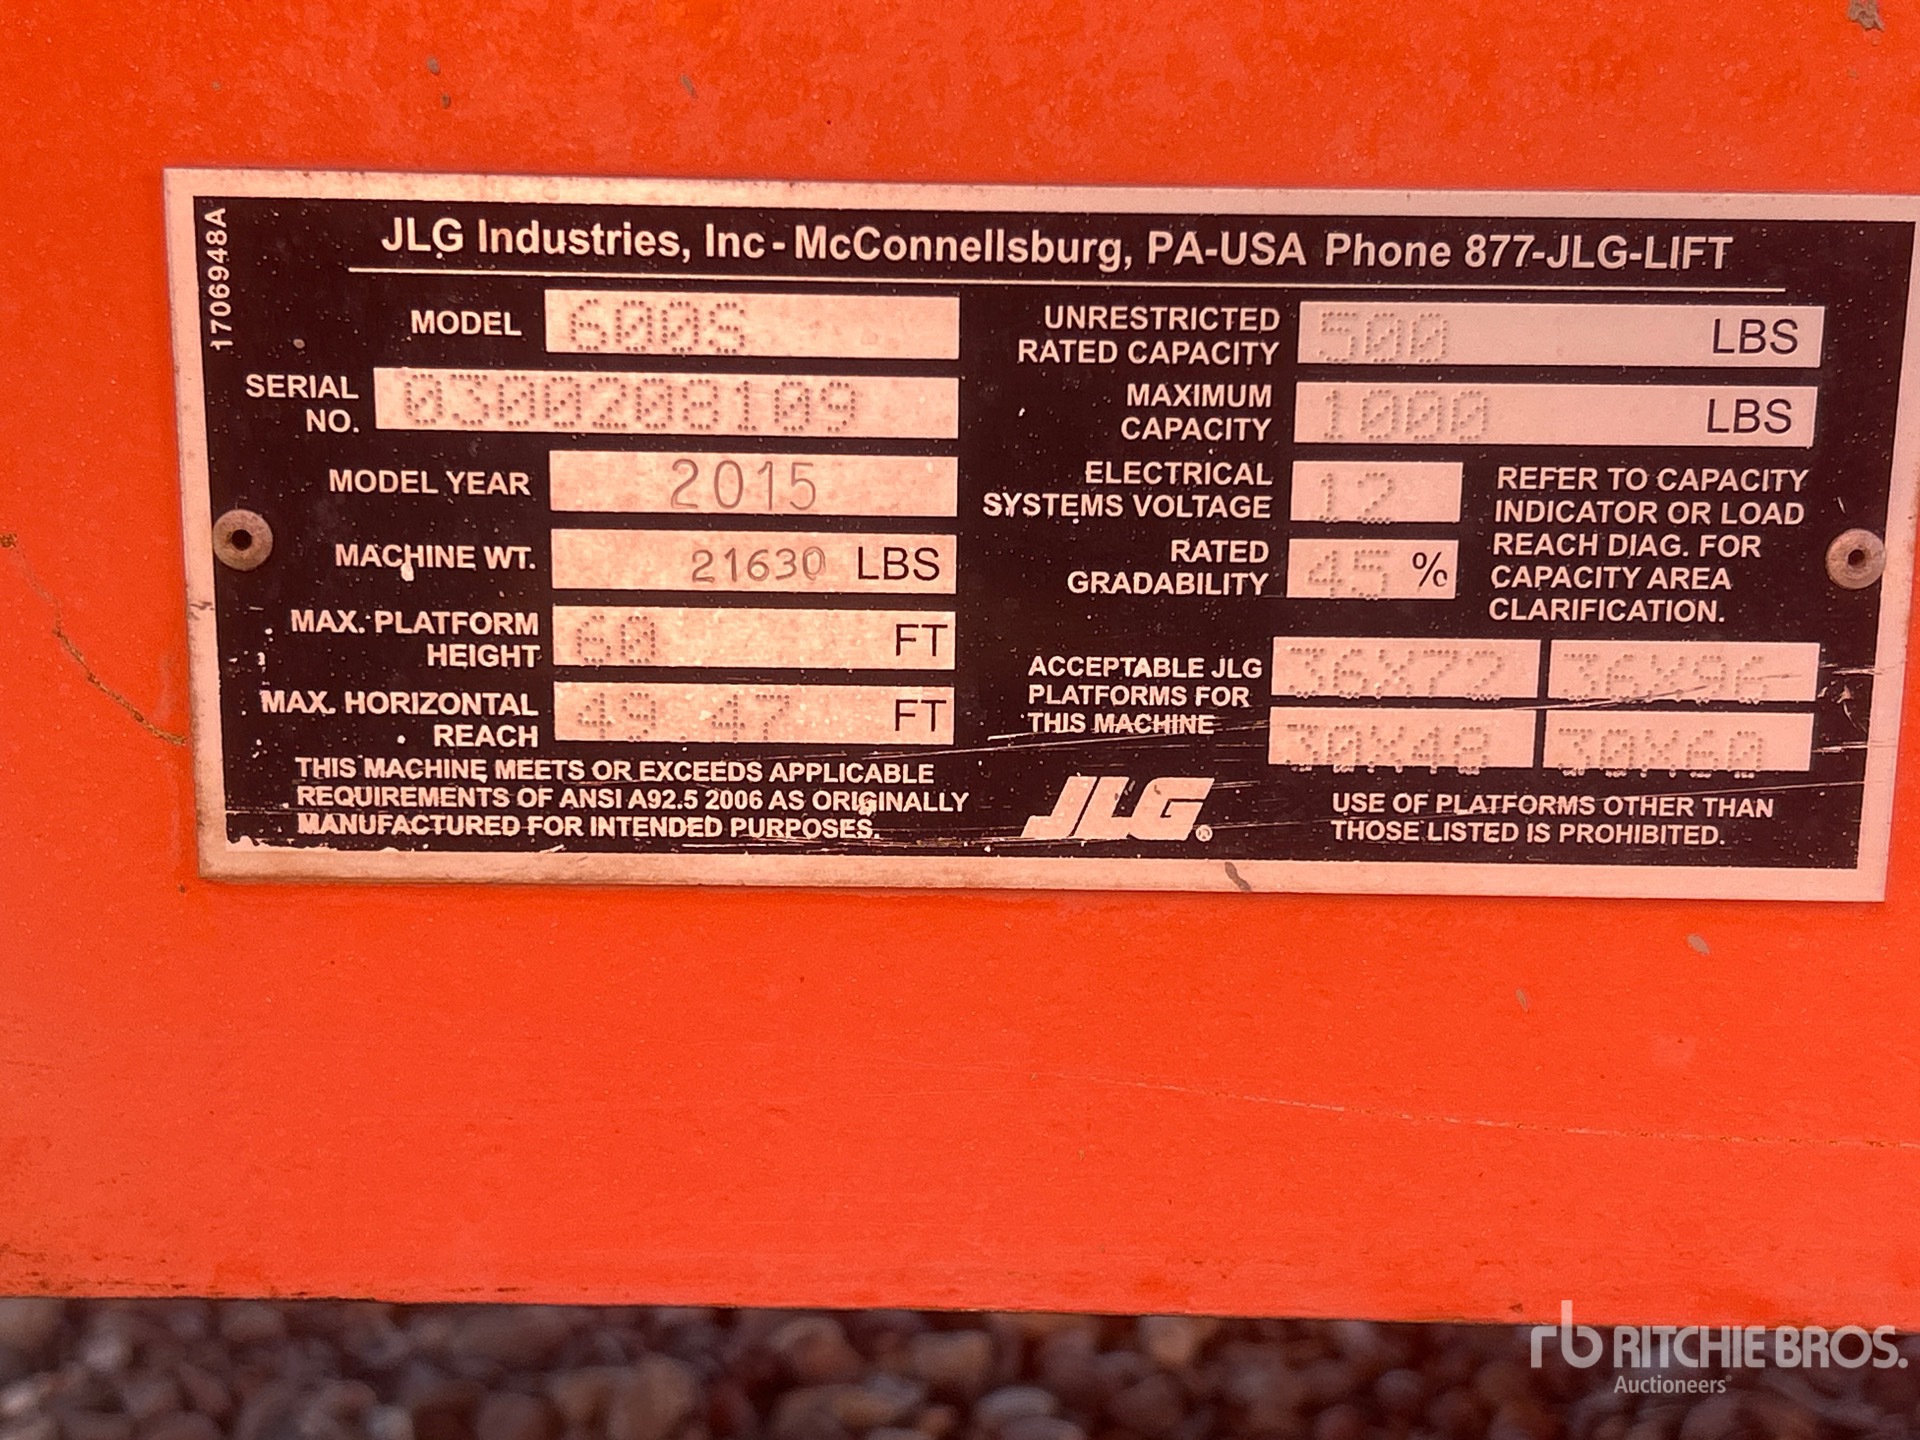 1706948A
JLG Industries, Inc - McConnellsburg, PA-USA Phone 877-JLG-LIFT
MODEL 600S
SERIAL NO. 0300208109
MODEL YEAR 2015
MACHINE WT. 21630 LBS
MAX. PLATFORM HEIGHT 60 FT
MAX. HORIZONTAL REACH 49.47 FT
THIS MACHINE MEETS OR EXCEEDS APPLICABLE
REQUIREMENTS OF ANSI A92.5 2006 AS ORIGINALLY
MANUFACTURED FOR INTENDED PURPOSES.
UNRESTRICTED RATED CAPACITY 500 LBS
MAXIMUM CAPACITY 1000 LBS
ELECTRICAL SYSTEMS VOLTAGE 12
RATED GRADABILITY 45 %
REFER TO CAPACITY
INDICATOR OR LOAD
REACH DIAG. FOR
CAPACITY AREA
CLARIFICATION.
ACCEPTABLE JLG
PLATFORMS FOR
THIS MACHINE
36X72 36X96
30X48 30X60
JLG®
USE OF PLATFORMS OTHER THAN
THOSE LISTED IS PROHIBITED.
rb RITCHIE BROS.
Auctioneers